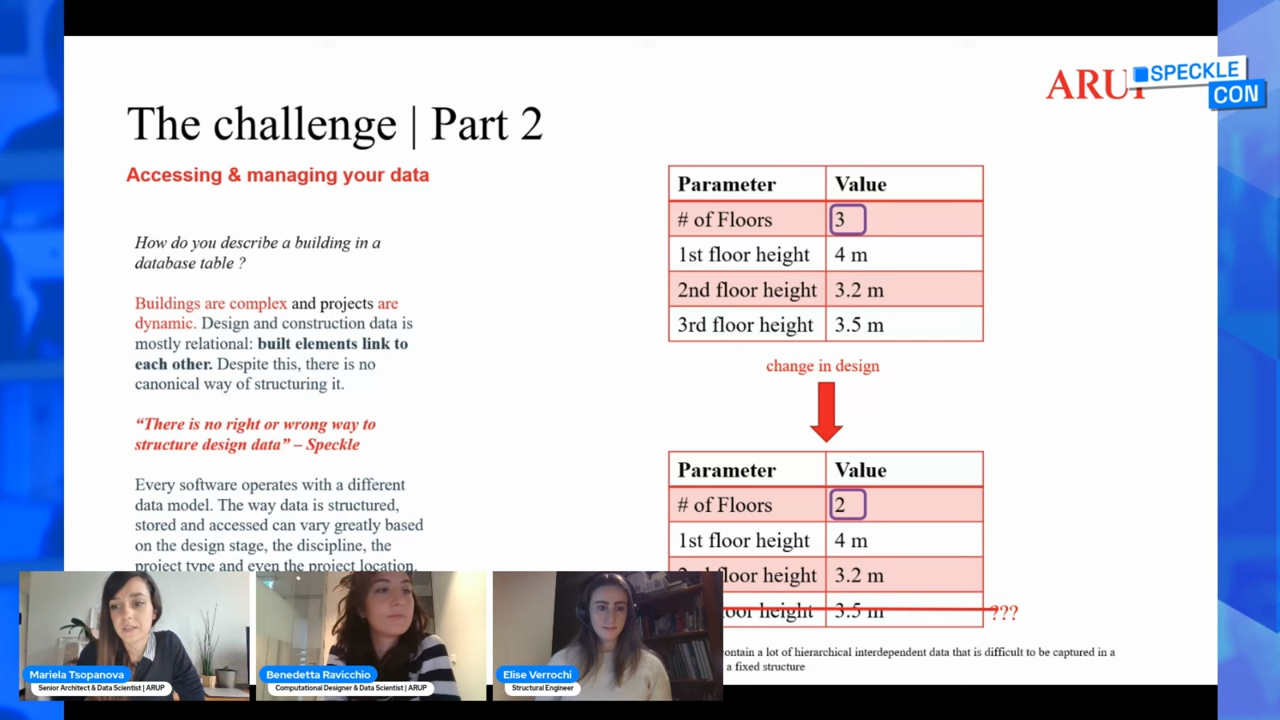 ARUP
SPECKLE
CON
The challenge | Part 2
Accessing & managing your data
How do you describe a building in a
database table ?
Buildings are complex and projects are
dynamic. Design and construction data is
mostly relational: built elements link to
each other. Despite this, there is no
canonical way of structuring it.
“There is no right or wrong way to
structure design data” – Speckle
Every software operates with a different
data model. The way data is structured,
stored and accessed can vary greatly based
on the design stage, the discipline, the
project type and even the project location.
Parameter Value
# of Floors 3
1st floor height 4 m
2nd floor height 3.2 m
3rd floor height 3.5 m
change in design
Parameter Value
# of Floors 2
1st floor height 4 m
floor height 3.2 m
floor height 3.5 m ???
contain a lot of hierarchical interdependent data that is difficult to be captured in a
a fixed structure
Mariela Tsopanova
Senior Architect & Data Scientist | ARUP
Benedetta Ravicchio
Computational Designer & Data Scientist | ARUP
Elise Verrochi
Structural Engineer